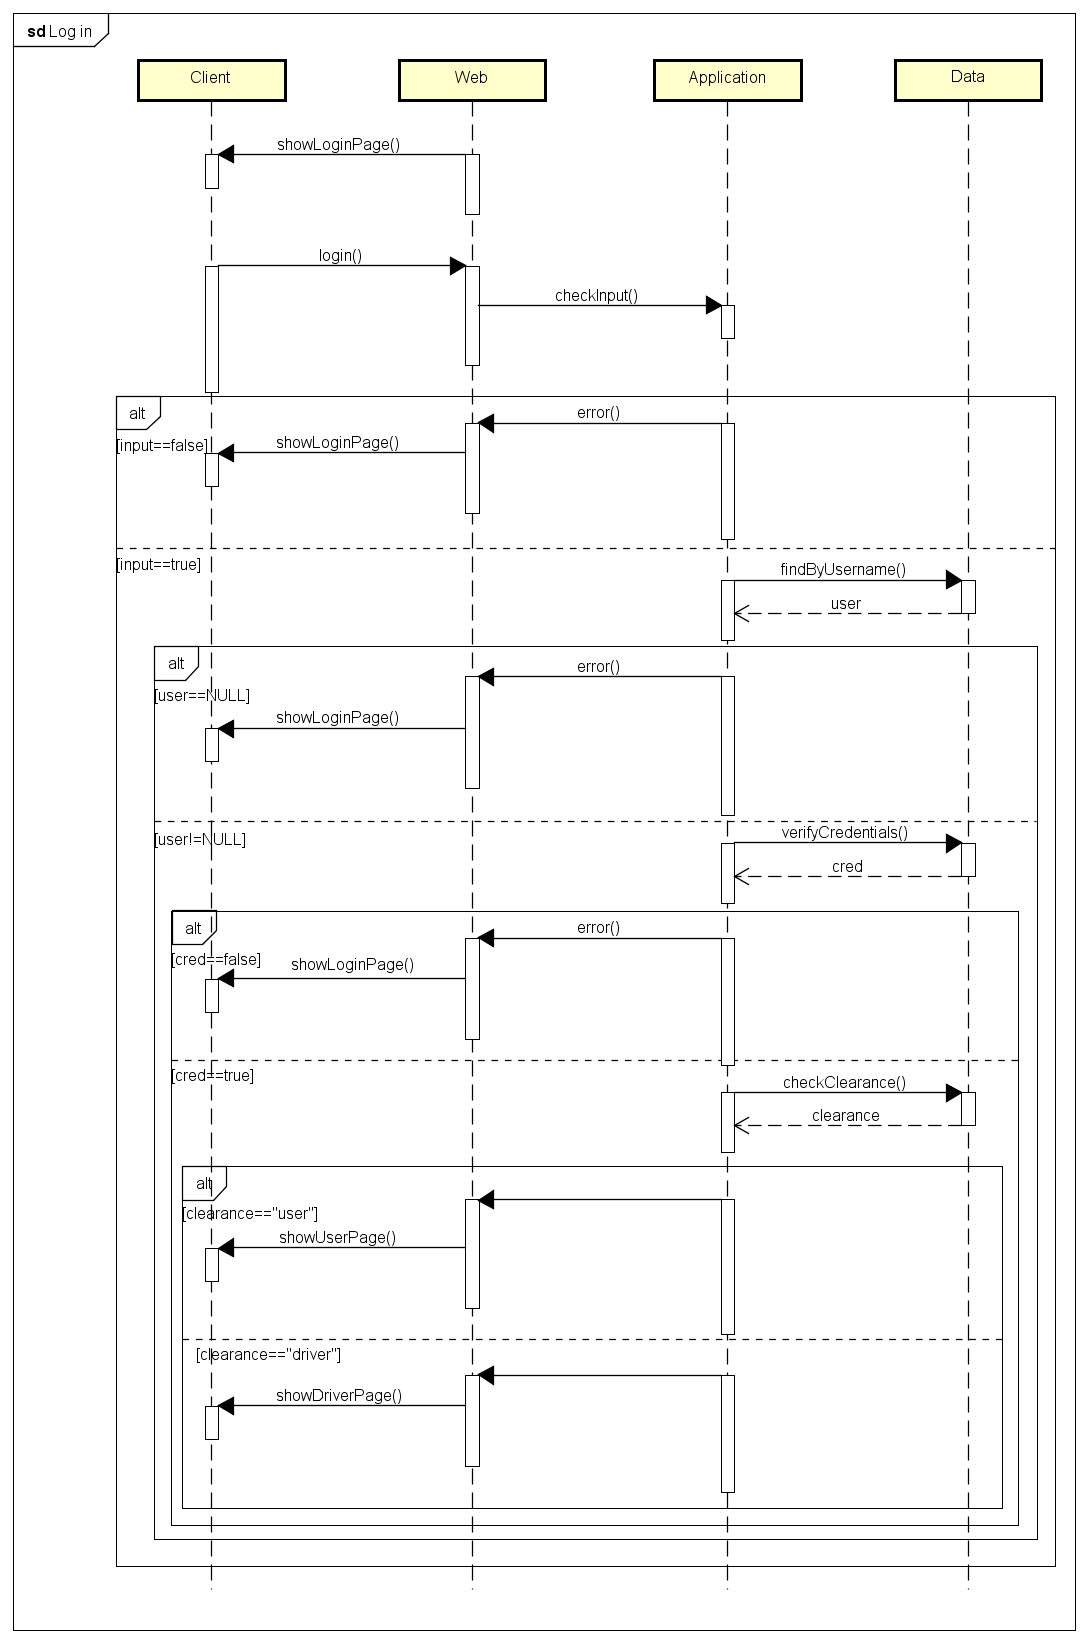 sd Log in
Client
Web
Application
Data
showLoginPage()
login()
checkInput()
alt
error()
[input==false]
showLoginPage()
[input==true]
findByUsername()
user
alt
error()
[user==NULL]
showLoginPage()
[user!=NULL]
verifyCredentials()
cred
alt
error()
[cred==false]
showLoginPage()
[cred==true]
checkClearance()
clearance
alt
[clearance=="user"]
showUserPage()
[clearance=="driver"]
showDriverPage()